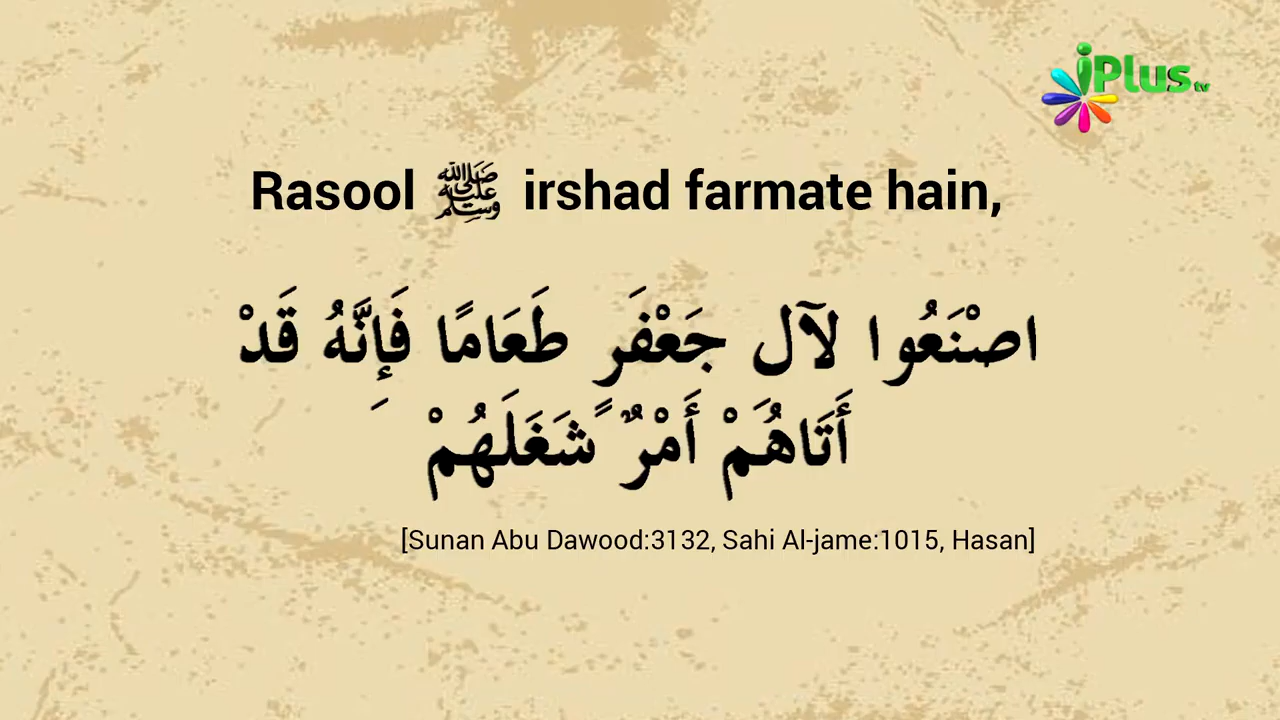 iPlus tv
Rasool ﷺ irshad farmate hain,
اصْنَعُوا لآل جَعْفَرٍ طَعَامًا فَإِنَّهُ قَدْ
أَتَاهُمْ أَمْرٌ شَغَلَهُمْ
[Sunan Abu Dawood:3132, Sahi Al-jame:1015, Hasan]